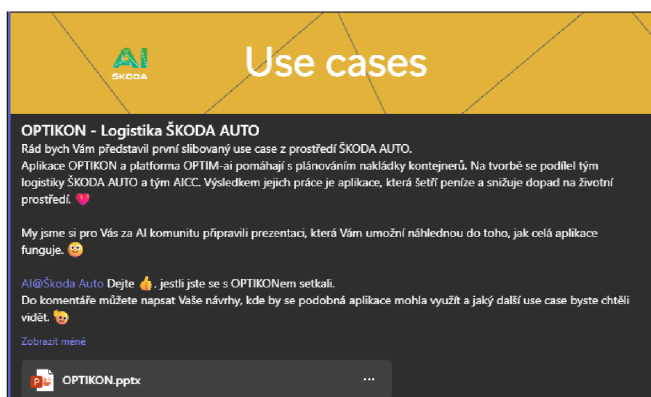 AI
ŠKODA
Use cases
OPTIKON - Logistika ŠKODA AUTO
Rád bych Vám představil první slibovaný use case z prostředí ŠKODA AUTO.
Aplikace OPTIKON a platforma OPTIM-ai pomáhají s plánováním nakládky kontejnerů. Na tvorbě se podílel tým
logistiky ŠKODA AUTO a tým AICC. Výsledkem jejich práce je aplikace, která šetří peníze a snižuje dopad na životní
prostředí. 💗
My jsme si pro Vás za AI komunitu připravili prezentaci, která Vám umožní náhlednou do toho, jak celá aplikace
funguje. 😊
AI@Škoda Auto Dejte 👍. jestli jste se s OPTIKONem setkali.
Do komentáře můžete napsat Vaše návrhy, kde by se podobná aplikace mohla využít a jaký další use case byste chtěli
vidět. 🙋
Zobrazit méně
OPTIKON.pptx